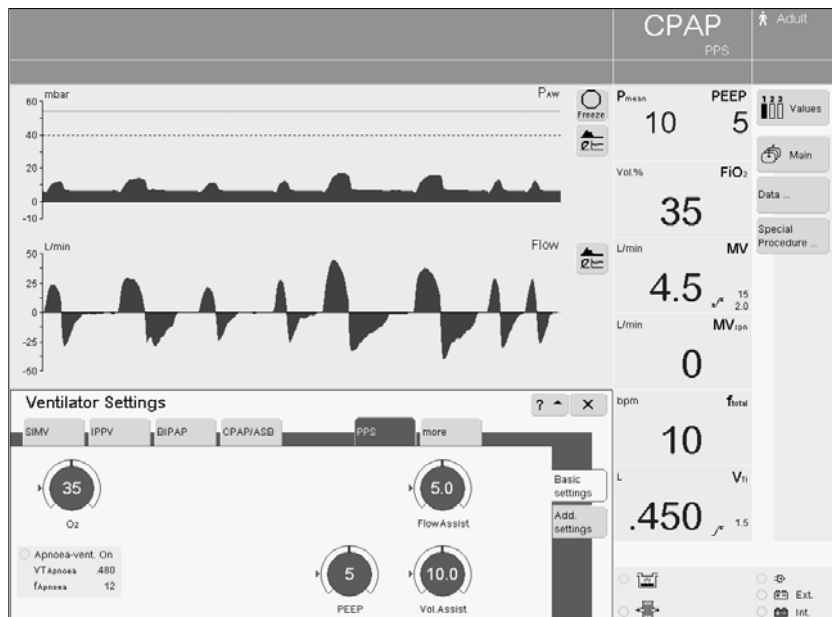 CPAP
PPS
Adult
mbar
PAW
60
40
20
0
-10
Freeze
L/min
Flow
50
25
0
-25
-50
Pmean
PEEP
10
5
Vol.%
FiO2
35
L/min
MV
4.5
15
2.0
L/min
MVspn
0
bpm
ftotal
10
L
VTi
.450
1.5
1 2 3
Values
Main
Data ...
Special
Procedure ...
Ventilator Settings
?
SIMV
IPPV
BIPAP
CPAP/ASB
PPS
more
35
O2
5.0
FlowAssist
Basic
settings
Add.
settings
Apnoea-vent. On
VTApnoea .480
fApnoea 12
5
PEEP
10.0
Vol.Assist
Ext.
Int.